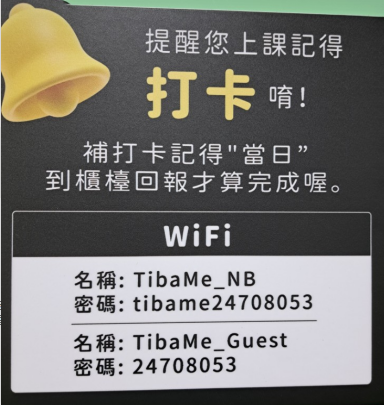 提醒您上課記得
打卡 唷!
補打卡記得"當日”
到櫃檯回報才算完成喔。
WiFi
名稱: TibaMe_NB
密碼: tibame24708053
名稱: TibaMe_Guest
密碼: 24708053